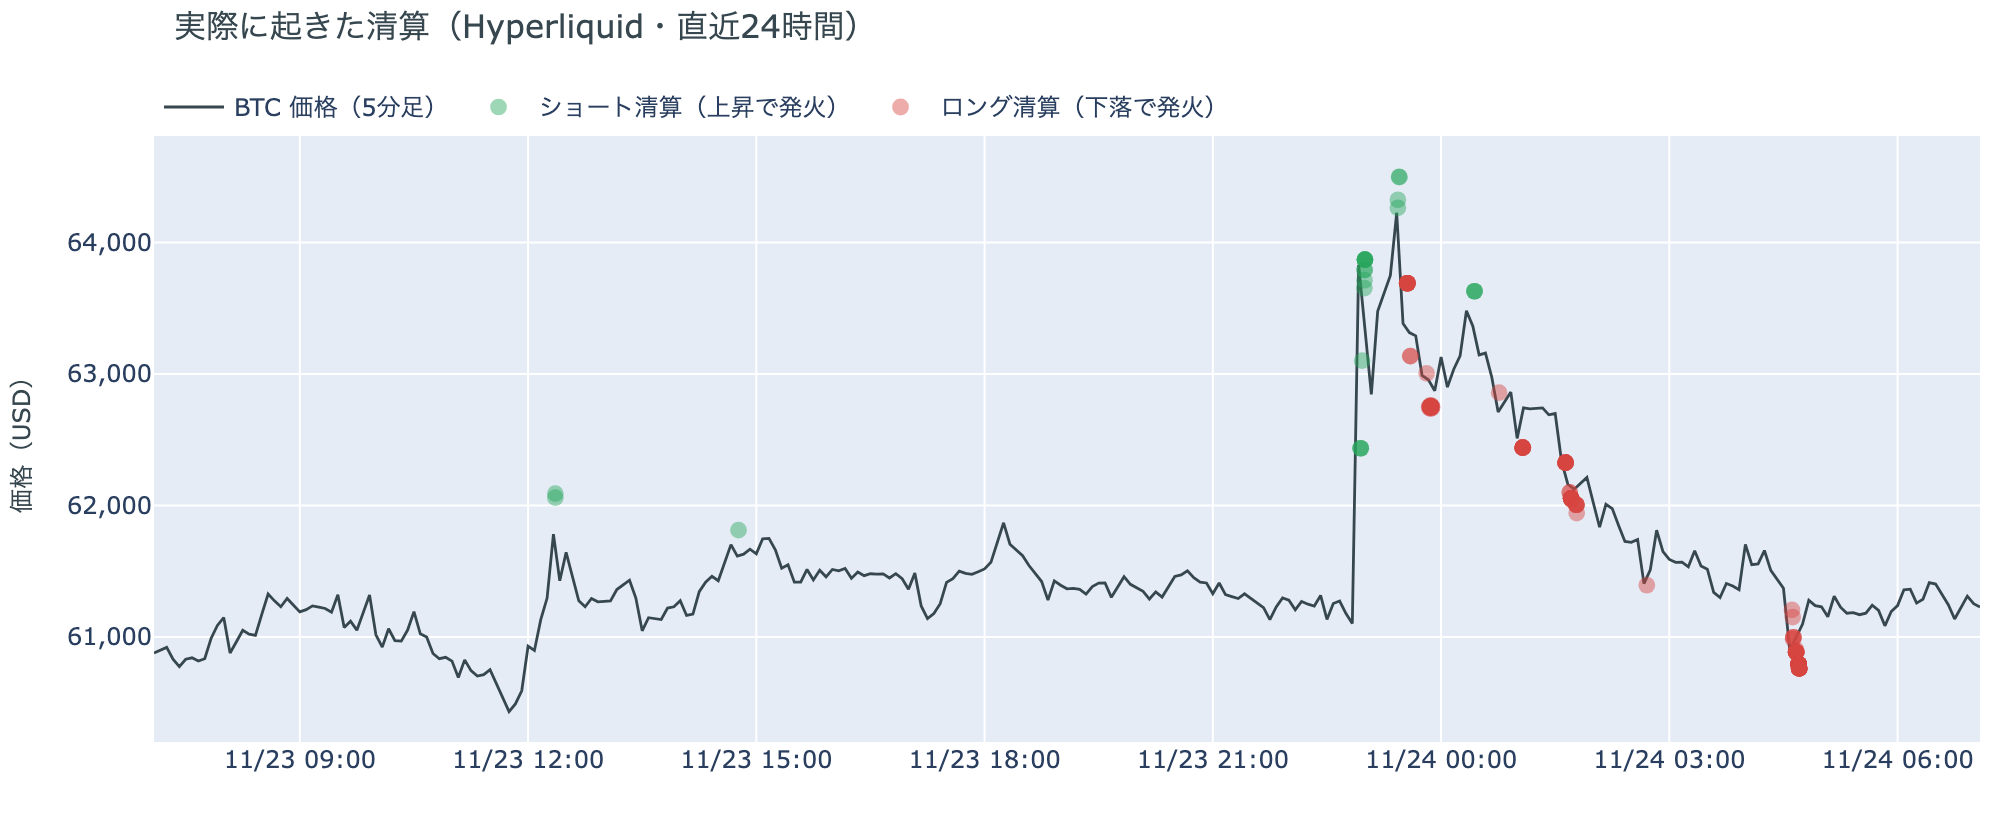 実際に起きた清算（Hyperliquid・直近24時間）
BTC 価格（5分足）
ショート清算（上昇で発火）
ロング清算（下落で発火）
価格（USD）
64,000
63,000
62,000
61,000
11/23 09:00
11/23 12:00
11/23 15:00
11/23 18:00
11/23 21:00
11/24 00:00
11/24 03:00
11/24 06:00